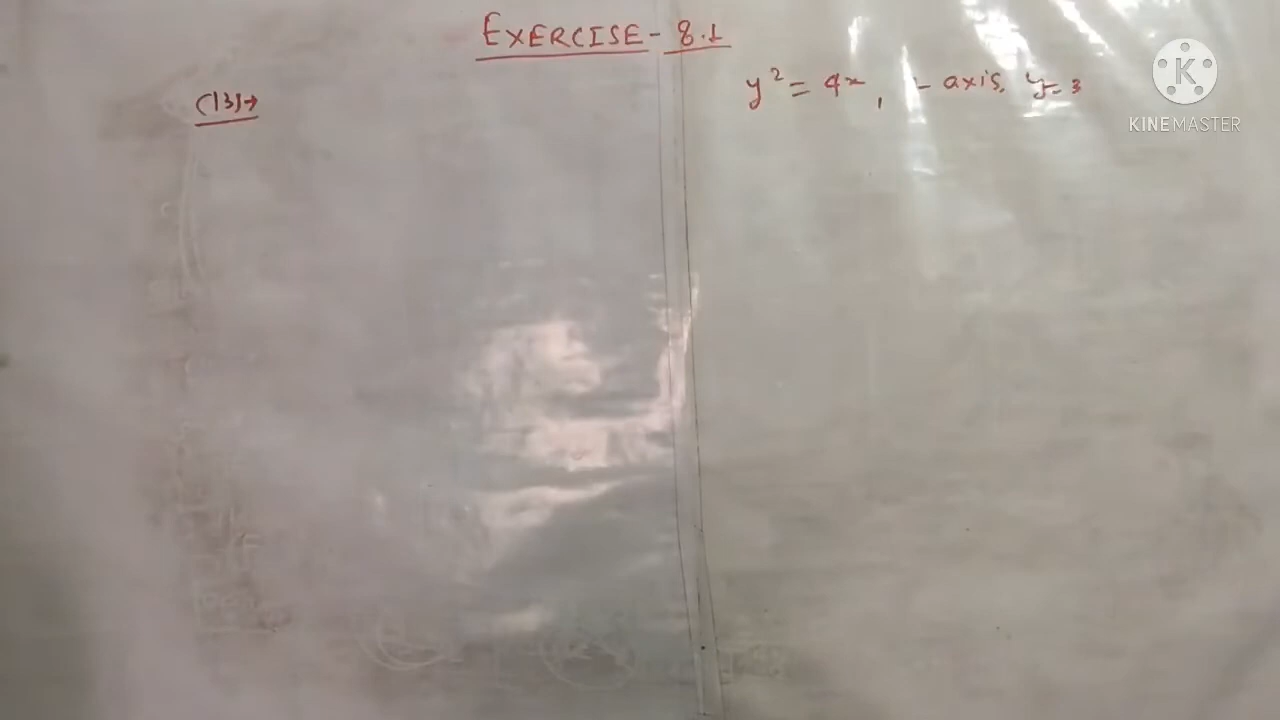 EXERCISE - 8.1
(13)→
y² = 4x, - axis, y = 3
KINEMASTER